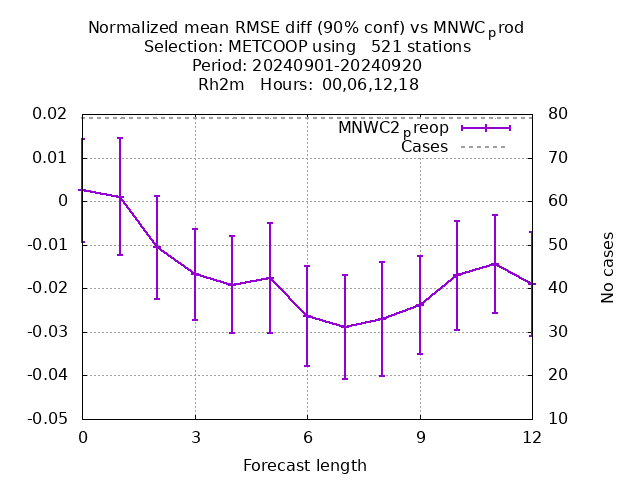 Normalized mean RMSE diff (90% conf) vs MNWCprod
Selection: METCOOP using   521 stations
Period: 20240901-20240920
Rh2m   Hours:  00,06,12,18
0.02
0.01
0
-0.01
-0.02
-0.03
-0.04
-0.05
MNWC2preop
Cases
80
70
60
50
40
30
20
10
No cases
0 3 6 9 12
Forecast length